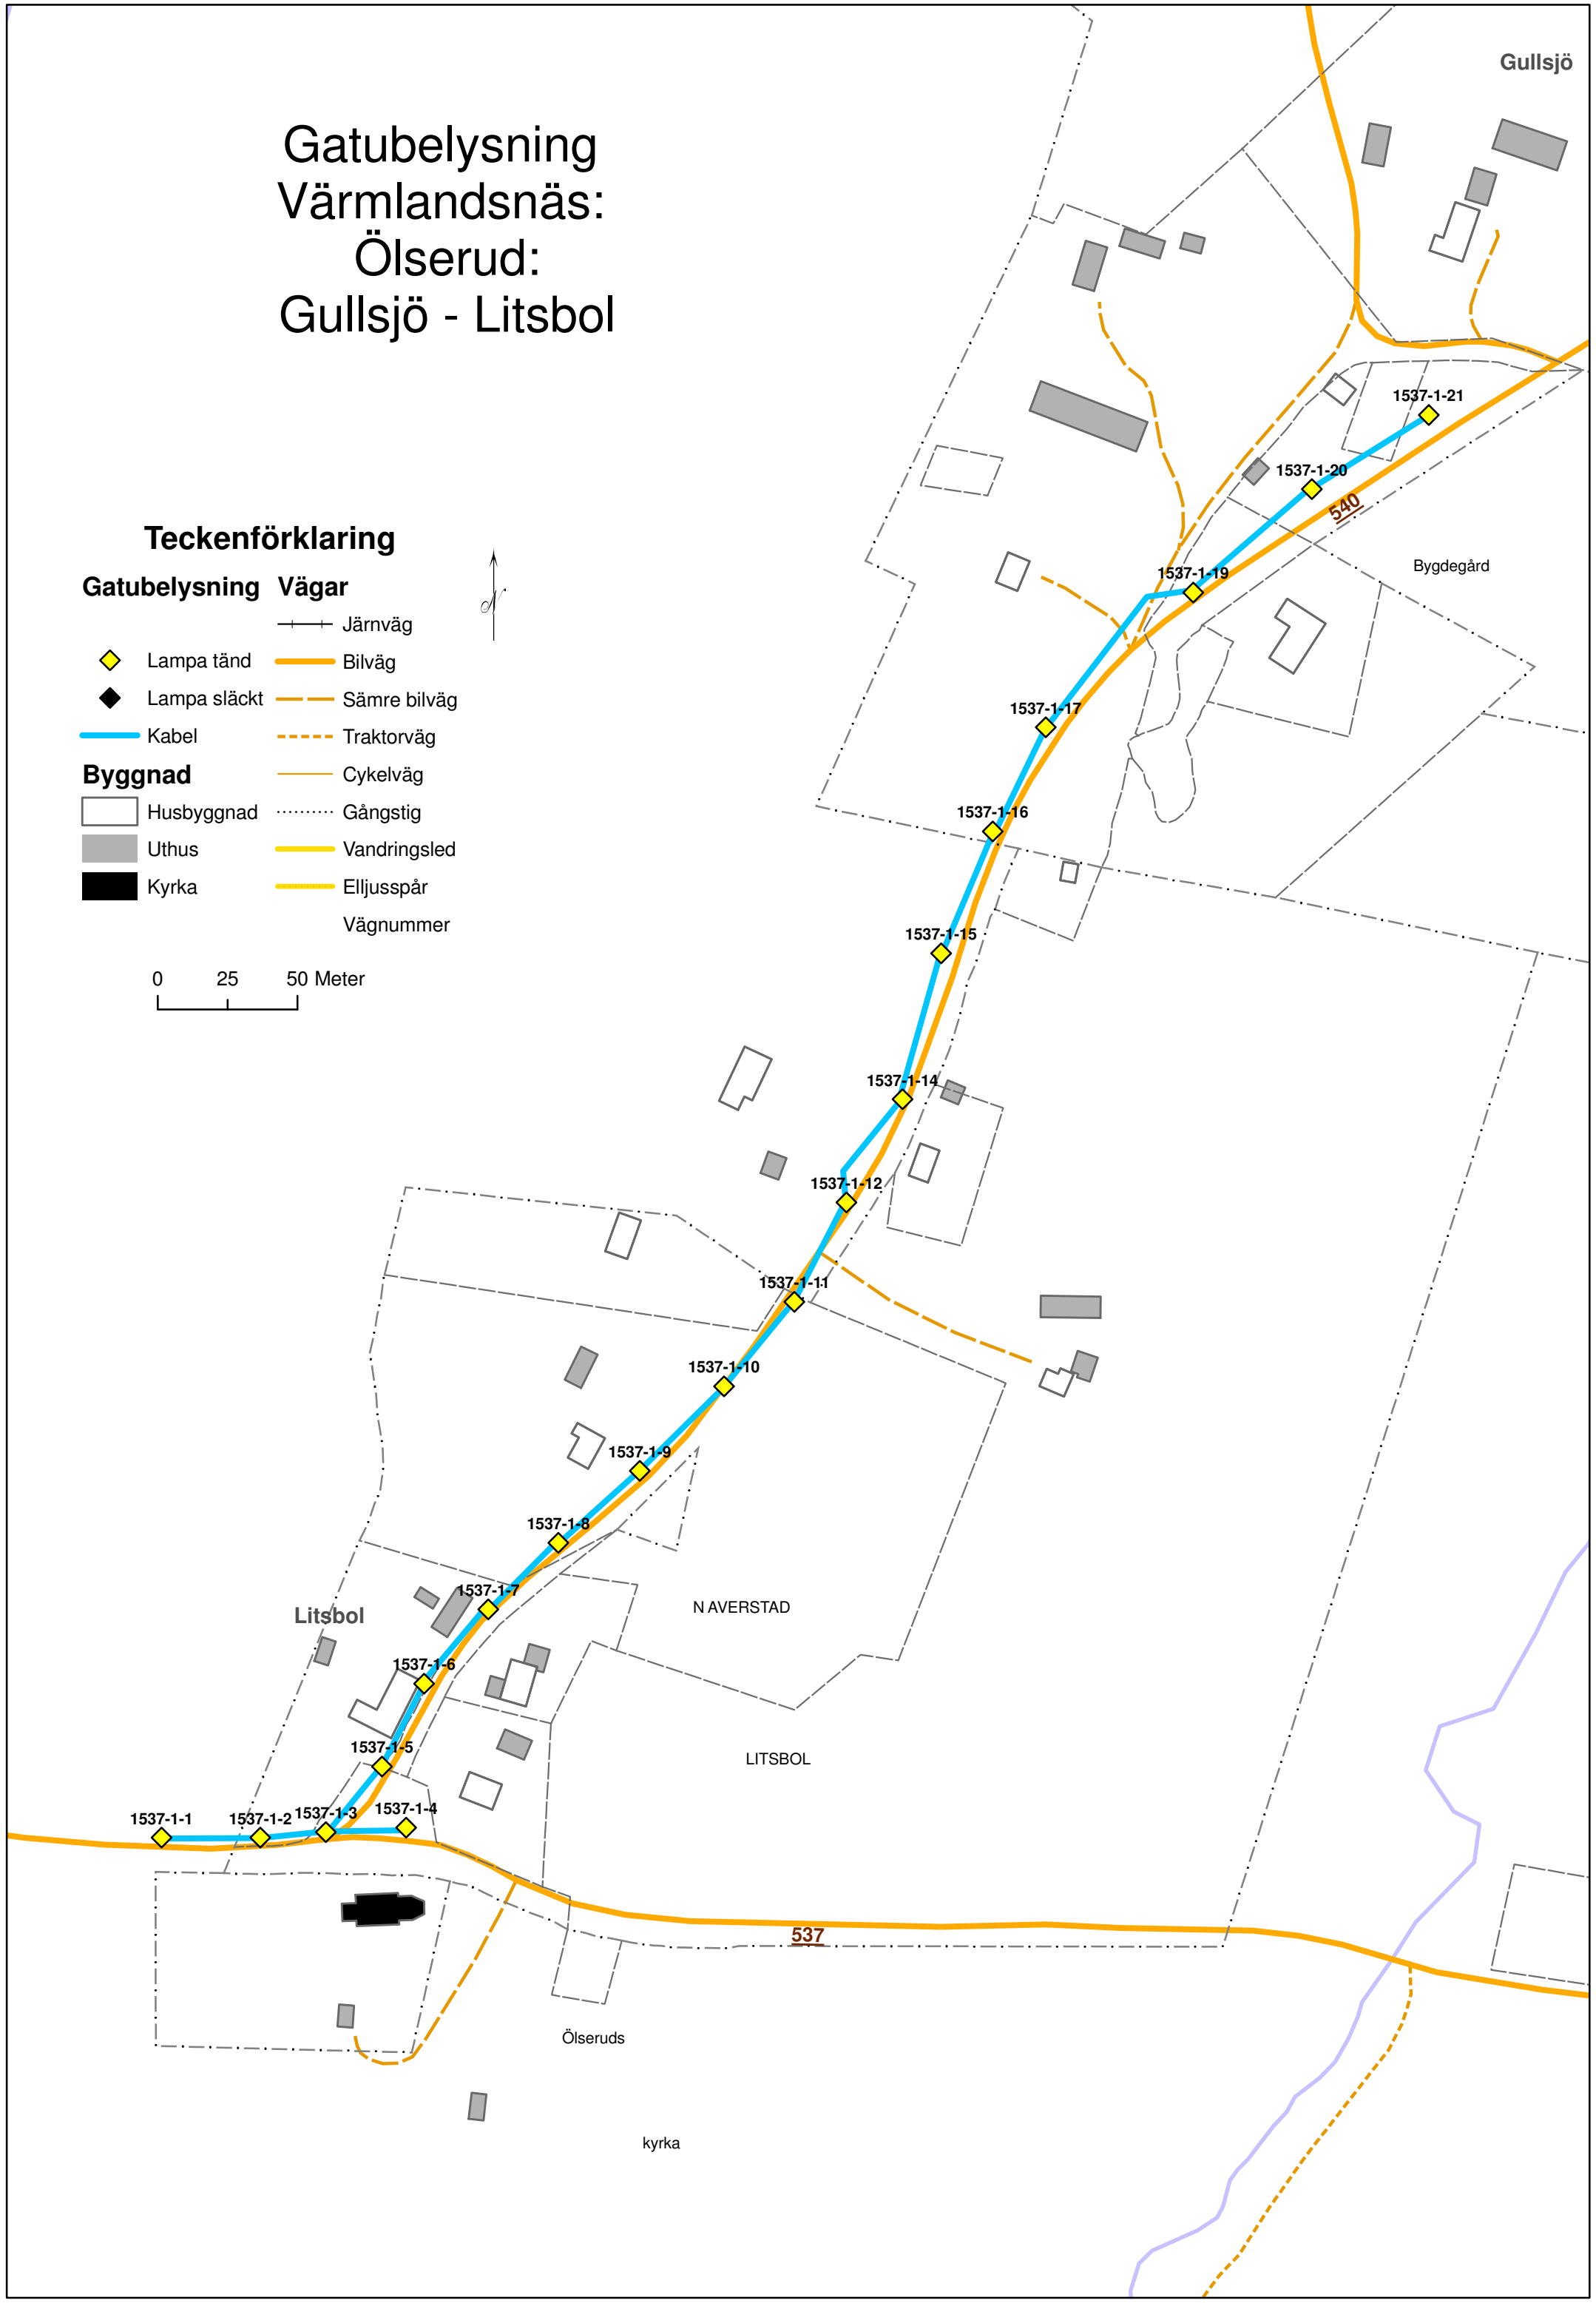 Gatubelysning
Värmlandsnäs:
Ölserud:
Gullsjö - Litsbol
Gullsjö
1537-1-21
1537-1-20
540
Bygdegård
1537-1-19
1537-1-17
1537-1-16
1537-1-15
1537-1-14
1537-1-12
1537-1-11
1537-1-10
1537-1-9
1537-1-8
1537-1-7
1537-1-6
1537-1-5
1537-1-4
1537-1-3
1537-1-2
1537-1-1
Litsbol
N AVERSTAD
LITSBOL
537
Ölseruds
kyrka
Teckenförklaring
Gatubelysning
Lampa tänd
Lampa släckt
Kabel
Byggnad
Husbyggnad
Uthus
Kyrka
Vägar
Järnväg
Bilväg
Sämre bilväg
Traktorväg
Cykelväg
Gångstig
Vandringsled
Elljusspår
Vägnummer
N
0 25 50 Meter